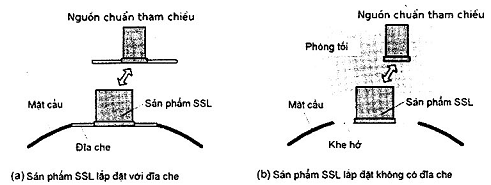 Nguồn chuẩn tham chiếu
Mặt cầu
Sản phẩm SSL
Đĩa che
(a) Sản phẩm SSL lắp đặt với đĩa che
Nguồn chuẩn tham chiếu
Phòng tối
Mặt cầu
Sản phẩm SSL
Khe hở
(b) Sản phẩm SSL lắp đặt không có đĩa che